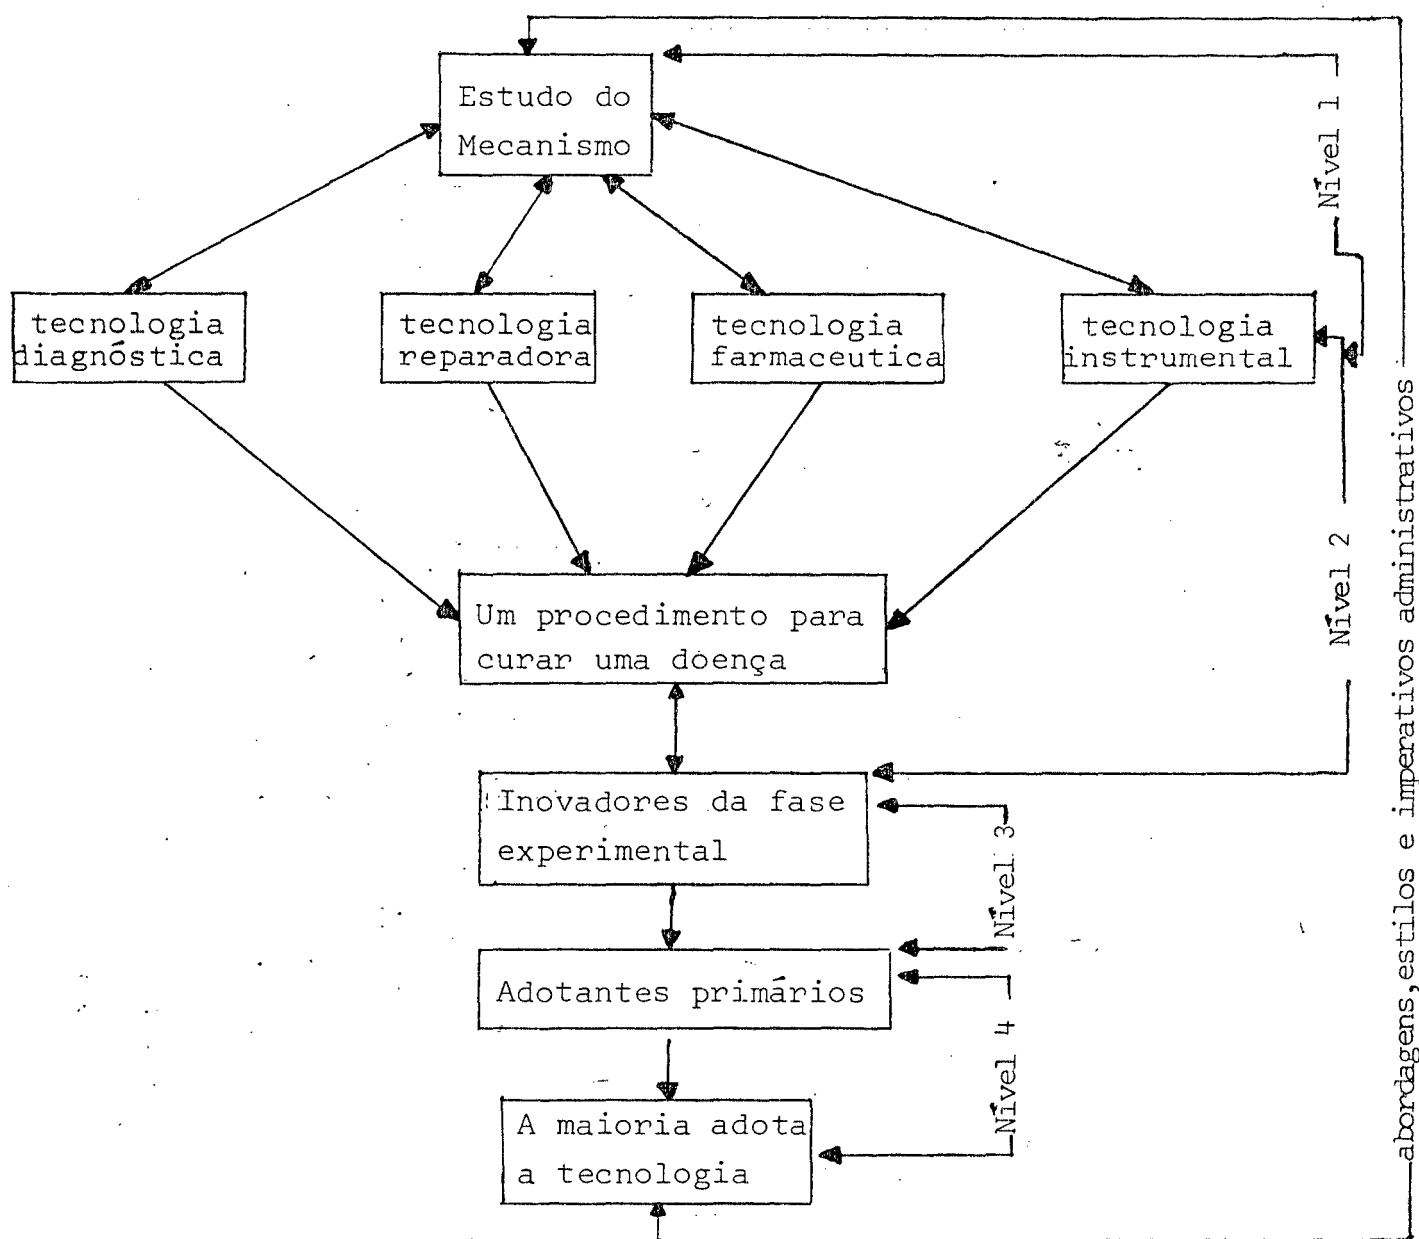 Estudo do
Mecanismo
Nível 1
tecnologia
diagnóstica
tecnologia
reparadora
tecnologia
farmaceutica
tecnologia
instrumental
Nível 2
Um procedimento para
curar uma doença
Inovadores da fase
experimental
Nível 3
Adotantes primários
Nível 4
A maioria adota
a tecnologia
abordagens,estilos e imperativos administrativos